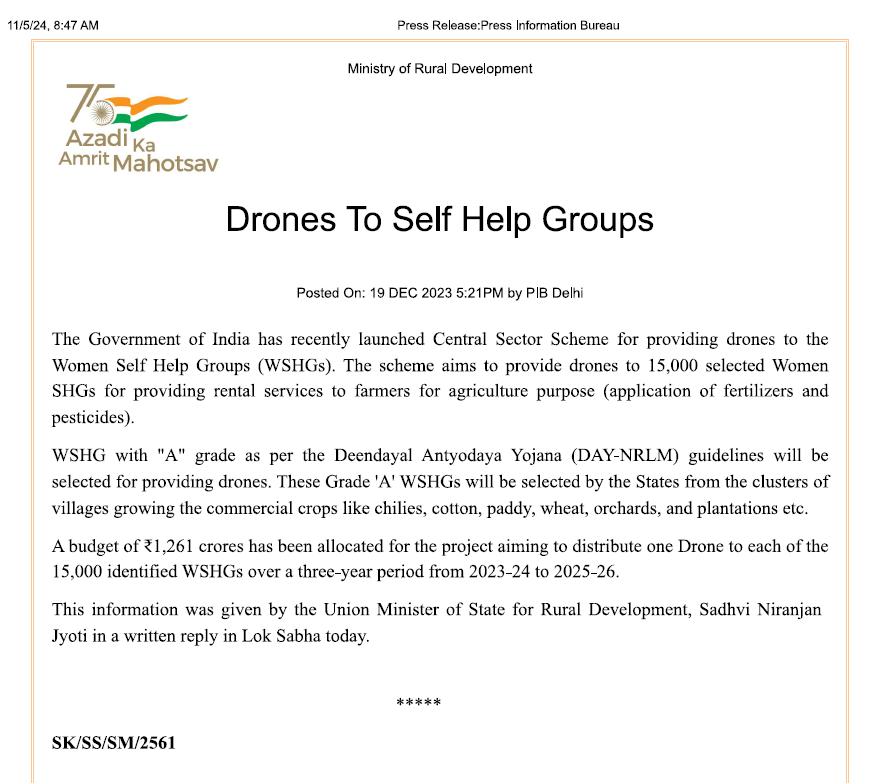 11/5/24, 8:47 AM
Press Release:Press Information Bureau
Ministry of Rural Development
75
Azadi Ka
Amrit Mahotsav
Drones To Self Help Groups
Posted On: 19 DEC 2023 5:21PM by PIB Delhi
The Government of India has recently launched Central Sector Scheme for providing drones to the
Women Self Help Groups (WSHGs). The scheme aims to provide drones to 15,000 selected Women
SHGs for providing rental services to farmers for agriculture purpose (application of fertilizers and
pesticides).
WSHG with "A" grade as per the Deendayal Antyodaya Yojana (DAY-NRLM) guidelines will be
selected for providing drones. These Grade 'A' WSHGs will be selected by the States from the clusters of
villages growing the commercial crops like chilies, cotton, paddy, wheat, orchards, and plantations etc.
A budget of ₹1,261 crores has been allocated for the project aiming to distribute one Drone to each of the
15,000 identified WSHGs over a three-year period from 2023-24 to 2025-26.
This information was given by the Union Minister of State for Rural Development, Sadhvi Niranjan
Jyoti in a written reply in Lok Sabha today.
*****
SK/SS/SM/2561